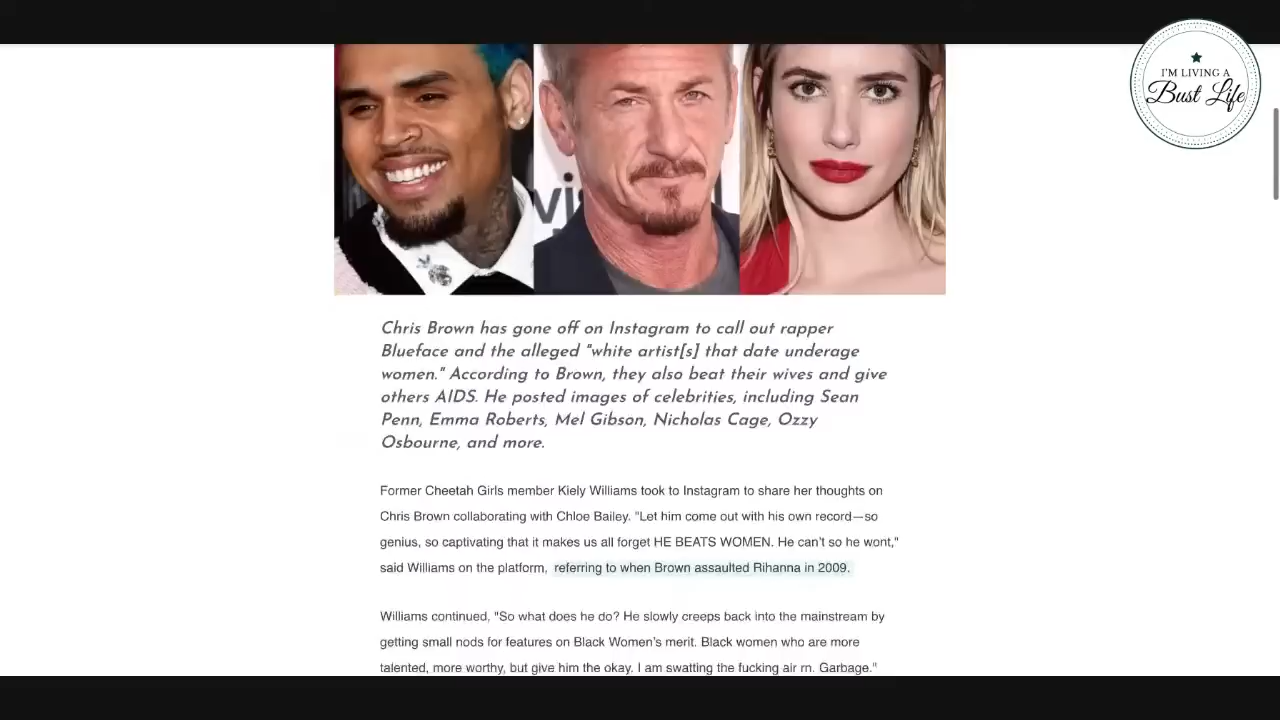 I'M LIVING A
Bust Life
Chris Brown has gone off on Instagram to call out rapper
Blueface and the alleged "white artist[s] that date underage
women." According to Brown, they also beat their wives and give
others AIDS. He posted images of celebrities, including Sean
Penn, Emma Roberts, Mel Gibson, Nicholas Cage, Ozzy
Osbourne, and more.
Former Cheetah Girls member Kiely Williams took to Instagram to share her thoughts on
Chris Brown collaborating with Chloe Bailey. "Let him come out with his own record—so
genius, so captivating that it makes us all forget HE BEATS WOMEN. He can't so he wont,"
said Williams on the platform, referring to when Brown assaulted Rihanna in 2009.
Williams continued, "So what does he do? He slowly creeps back into the mainstream by
getting small nods for features on Black Women's merit. Black women who are more
talented, more worthy, but give him the okay. I am swatting the fucking air rn. Garbage."